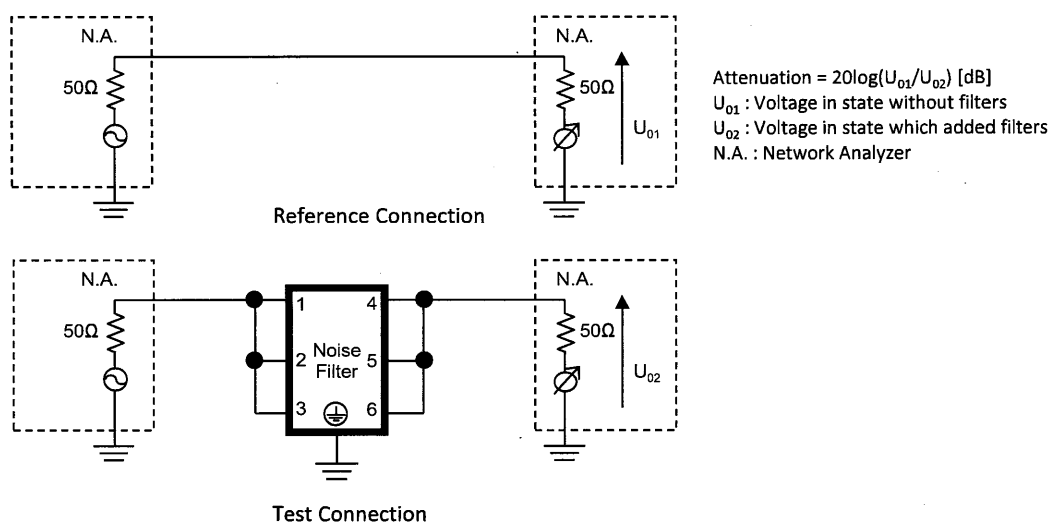 N.A.
50Ω
N.A.
50Ω
U01
Attenuation = 20log(U01/U02) [dB]
U01 : Voltage in state without filters
U02 : Voltage in state which added filters
N.A. : Network Analyzer
Reference Connection
N.A.
50Ω
1
4
Noise
Filter
2
5
3
6
N.A.
50Ω
U02
Test Connection